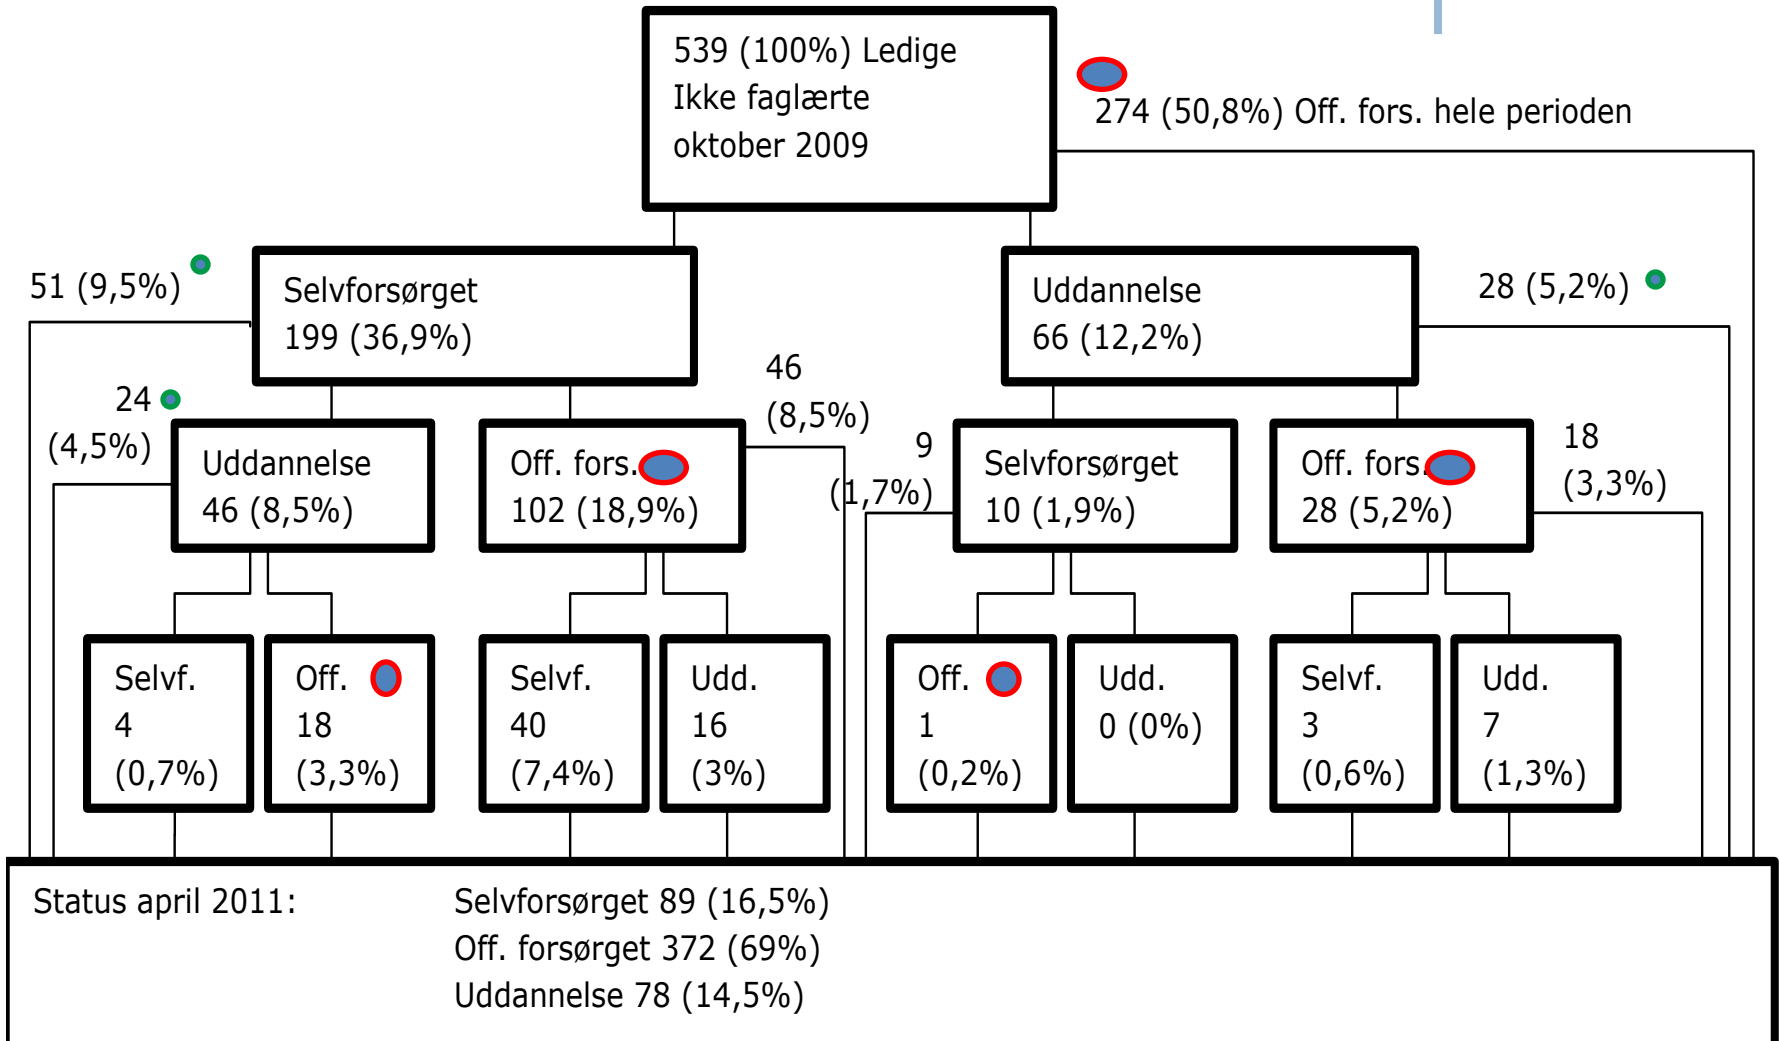 539 (100%) Ledige
Ikke faglærte
oktober 2009
274 (50,8%) Off. fors. hele perioden
51 (9,5%)
Selvforsørget
199 (36,9%)
Uddannelse
66 (12,2%)
28 (5,2%)
24
(4,5%)
Uddannelse
46 (8,5%)
Off. fors.
102 (18,9%)
46
(8,5%)
9
(1,7%)
Selvforsørget
10 (1,9%)
Off. fors.
28 (5,2%)
18
(3,3%)
Selvf.
4
(0,7%)
Off.
18
(3,3%)
Selvf.
40
(7,4%)
Udd.
16
(3%)
Off.
1
(0,2%)
Udd.
0 (0%)
Selvf.
3
(0,6%)
Udd.
7
(1,3%)
Status april 2011: Selvforsørget 89 (16,5%)
Off. forsørget 372 (69%)
Uddannelse 78 (14,5%)